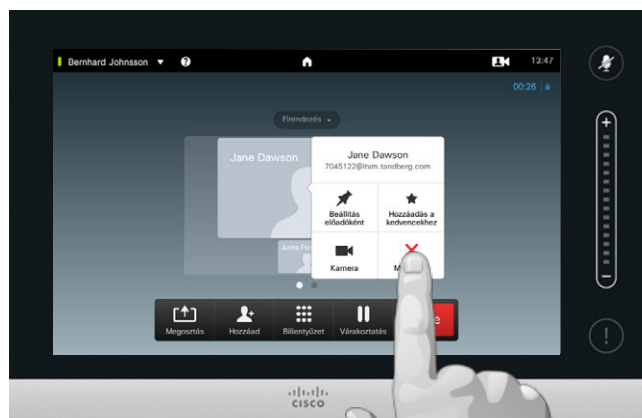 Bernhard Johnsson
?
13:47
00:26
Elrendezés
Jane Dawson
Jane Dawson
7045122@itvm.tandberg.com
Beállítás
előadóként
Hozzáadás a
kedvencekhez
Kamera
Megosztás
Hozzáad
Billentyűzet
Várakoztatás
CISCO